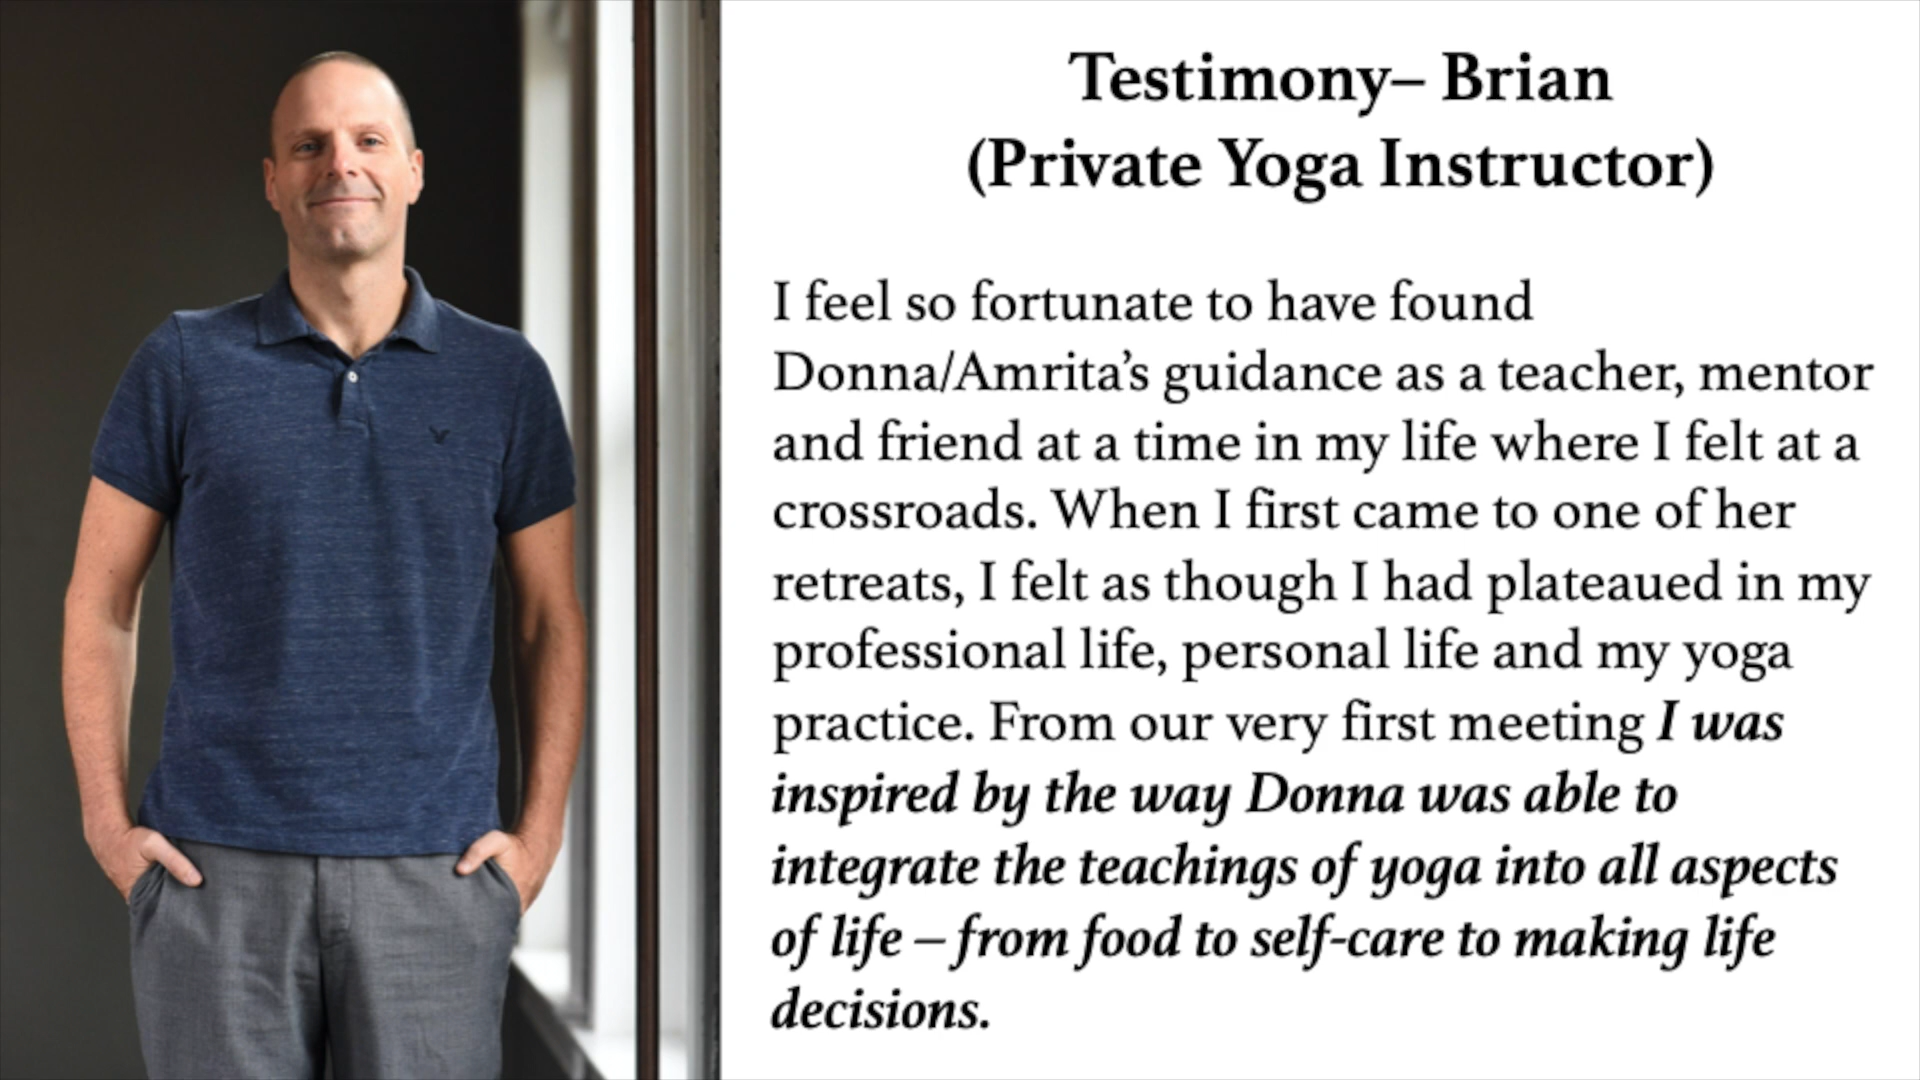 Testimony– Brian
(Private Yoga Instructor)
I feel so fortunate to have found
Donna/Amrita’s guidance as a teacher, mentor
and friend at a time in my life where I felt at a
crossroads. When I first came to one of her
retreats, I felt as though I had plateaued in my
professional life, personal life and my yoga
practice. From our very first meeting I was
inspired by the way Donna was able to
integrate the teachings of yoga into all aspects
of life – from food to self-care to making life
decisions.